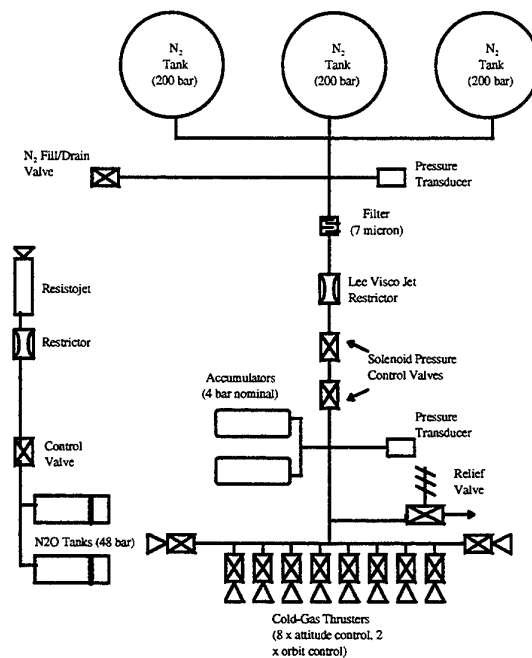 N2
Tank
(200 bar)
N2
Tank
(200 bar)
N2
Tank
(200 bar)
N2 Fill/Drain
Valve
Pressure
Transducer
Filter
(7 micron)
Resistojet
Lee Visco Jet
Restrictor
Restrictor
Solenoid Pressure
Control Valves
Accumulators
(4 bar nominal)
Pressure
Transducer
Control
Valve
Relief
Valve
N2O Tanks (48 bar)
Cold-Gas Thrusters
(8 x attitude control, 2
x orbit control)